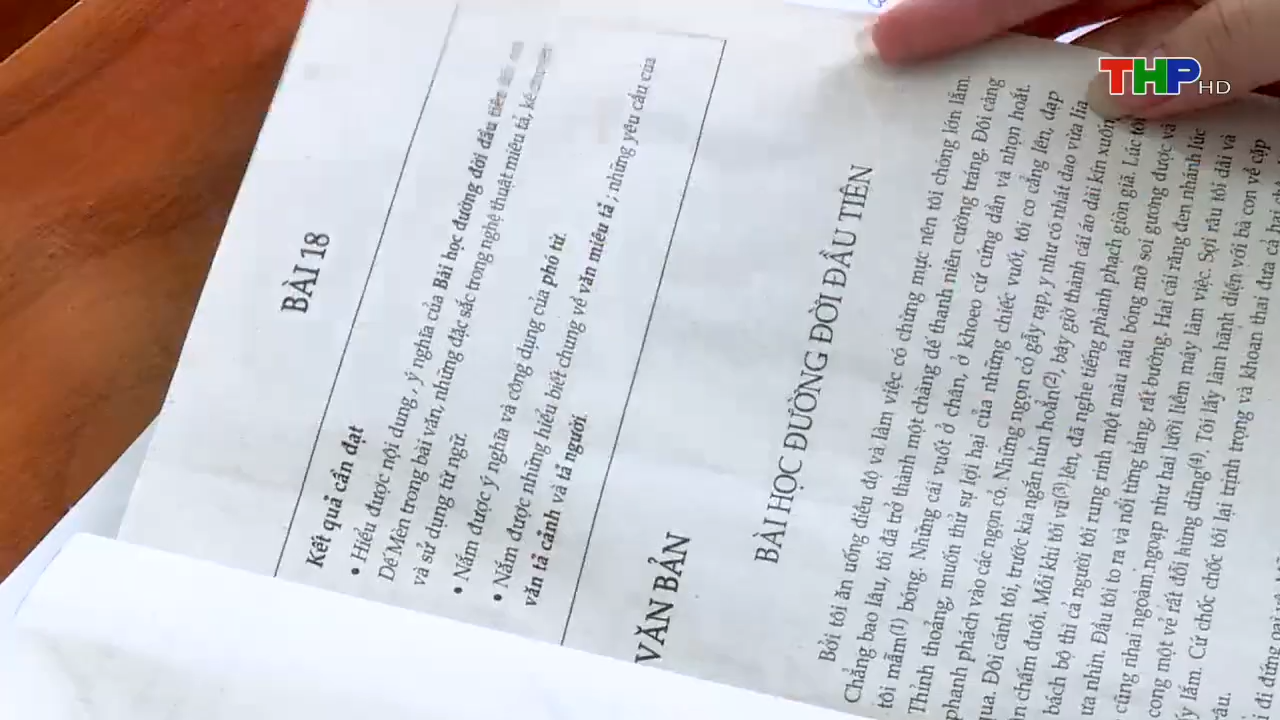 THP HD
BÀI 18
Kết quả cần đạt
• Hiểu được nội dung, ý nghĩa của Bài học đường đời đầu tiên đối với
Dế Mèn trong bài văn, những đặc sắc trong nghệ thuật miêu tả, kể chuyện
và sử dụng từ ngữ.
• Nắm được ý nghĩa và công dụng của phó từ.
• Nắm được những hiểu biết chung về văn miêu tả ; những yêu cầu của
văn tả cảnh và tả người.
VĂN BẢN
BÀI HỌC ĐƯỜNG ĐỜI ĐẦU TIÊN
Bởi tôi ăn uống điều độ và làm việc có chừng mực nên tôi chóng lớn lắm.
Chẳng bao lâu, tôi đã trở thành một chàng dế thanh niên cường tráng. Đôi càng
tôi mẫm(1) bóng. Những cái vuốt ở chân, ở khoeo cứ cứng dần và nhọn hoắt.
Thỉnh thoảng, muốn thử sự lợi hại của những chiếc vuốt, tôi co cẳng lên, đạp
phanh phách vào các ngọn cỏ. Những ngọn cỏ gẫy rạp, y như có nhát dao vừa lia
qua. Đôi cánh tôi, trước kia ngắn hủn hoẳn(2), bây giờ thành cái áo dài kín xuống
n chấm đuôi. Mỗi khi tôi vũ(3) lên, đã nghe tiếng phành phạch giòn giã. Lúc tôi
bách bộ thì cả người tôi rung rinh một màu nâu bóng mỡ soi gương được và
ưa nhìn. Đầu tôi to ra và nổi từng tảng, rất bướng. Hai cái răng đen nhánh lúc
cũng nhai ngoàm ngoạp như hai lưỡi liềm máy làm việc. Sợi râu tôi dài và
cong một vẻ rất đỗi hùng dũng(4). Tôi lấy làm hãnh diện với bà con về cặp
ý lắm. Cứ chốc chốc tôi lại trịnh trọng và khoan thai đưa cả hai
âu.
i đi đứng